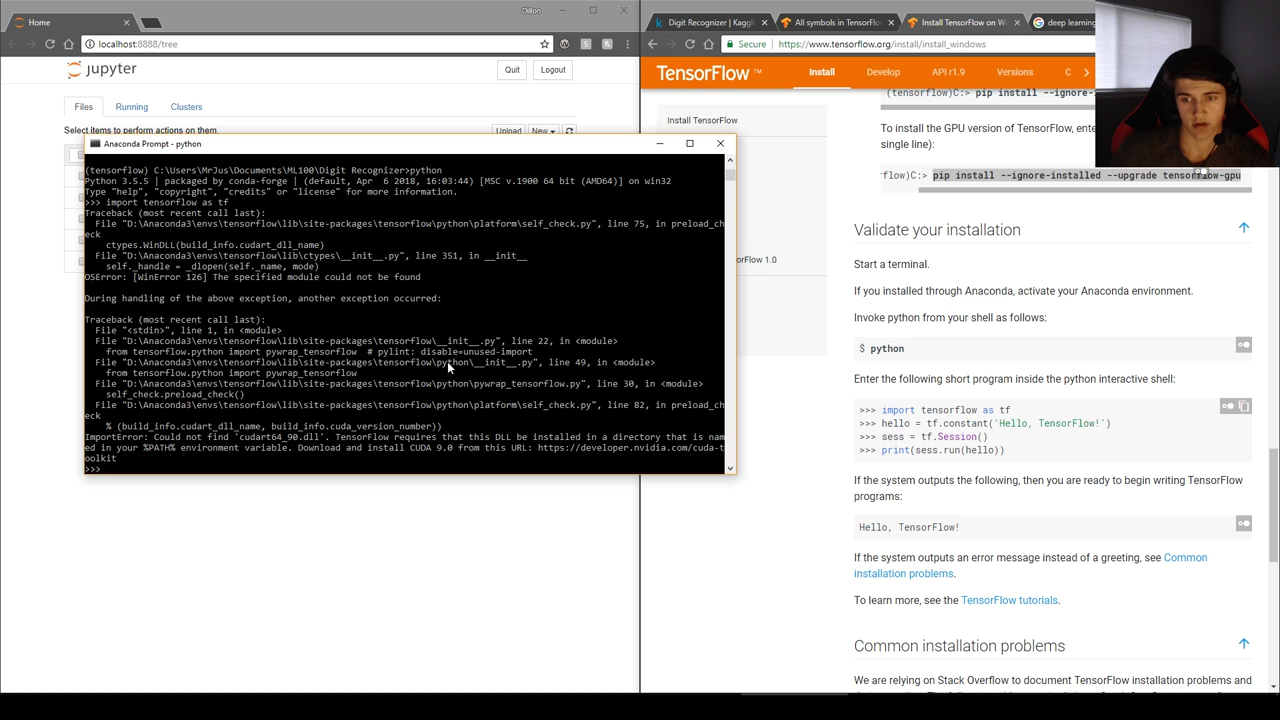 Home
Dillon
localhost:8888/tree
jupyter
Quit
Logout
Files
Running
Clusters
Select items to perform actions on them.
Upload
New
Anaconda Prompt - python
(tensorflow) C:\Users\MrJus\Documents\ML100\Digit Recognizer>python
Python 3.5.5 | packaged by conda-forge | (default, Apr  6 2018, 16:03:44) [MSC v.1900 64 bit (AMD64)] on win32
Type "help", "copyright", "credits" or "license" for more information.
>>> import tensorflow as tf
Traceback (most recent call last):
  File "D:\Anaconda3\envs\tensorflow\lib\site-packages\tensorflow\python\platform\self_check.py", line 75, in preload_ch
eck
    ctypes.WinDLL(build_info.cudart_dll_name)
  File "D:\Anaconda3\envs\tensorflow\lib\ctypes\__init__.py", line 351, in __init__
    self._handle = _dlopen(self._name, mode)
OSError: [WinError 126] The specified module could not be found
During handling of the above exception, another exception occurred:
Traceback (most recent call last):
  File "<stdin>", line 1, in <module>
  File "D:\Anaconda3\envs\tensorflow\lib\site-packages\tensorflow\__init__.py", line 22, in <module>
    from tensorflow.python import pywrap_tensorflow  # pylint: disable=unused-import
  File "D:\Anaconda3\envs\tensorflow\lib\site-packages\tensorflow\python\__init__.py", line 49, in <module>
    from tensorflow.python import pywrap_tensorflow
  File "D:\Anaconda3\envs\tensorflow\lib\site-packages\tensorflow\python\pywrap_tensorflow.py", line 30, in <module>
    self_check.preload_check()
  File "D:\Anaconda3\envs\tensorflow\lib\site-packages\tensorflow\python\platform\self_check.py", line 82, in preload_ch
eck
    % (build_info.cudart_dll_name, build_info.cuda_version_number))
ImportError: Could not find 'cudart64_90.dll'. TensorFlow requires that this DLL be installed in a directory that is nam
ed in your %PATH% environment variable. Download and install CUDA 9.0 from this URL: https://developer.nvidia.com/cuda-t
oolkit
>>>
Digit Recognizer | Kaggl
All symbols in TensorFlow
Install TensorFlow on Wi
deep learning
Secure
https://www.tensorflow.org/install/install_windows
TensorFlow™
Install
Develop
API r1.9
Versions
C
Install TensorFlow
ow 1.0
(tensorflow)C:> pip install --ignore-
To install the GPU version of TensorFlow, ente
single line):
rflow)C:> pip install --ignore-installed --upgrade tensorflow-gpu
Validate your installation
Start a terminal.
If you installed through Anaconda, activate your Anaconda environment.
Invoke python from your shell as follows:
$ python
Enter the following short program inside the python interactive shell:
>>> import tensorflow as tf
>>> hello = tf.constant('Hello, TensorFlow!')
>>> sess = tf.Session()
>>> print(sess.run(hello))
If the system outputs the following, then you are ready to begin writing TensorFlow
programs:
Hello, TensorFlow!
If the system outputs an error message instead of a greeting, see Common
installation problems.
To learn more, see the TensorFlow tutorials.
Common installation problems
We are relying on Stack Overflow to document TensorFlow installation problems and